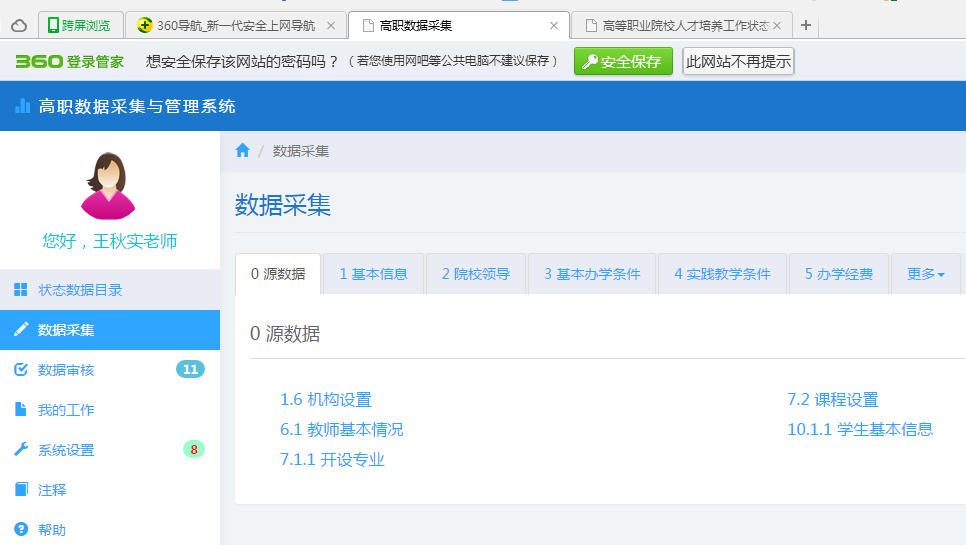 跨屏浏览 360导航_新一代安全上网导航 × 高职数据采集 × 高等职业院校人才培养工作状态 × +
360 登录管家 想安全保存该网站的密码吗？（若您使用网吧等公共电脑不建议保存） 安全保存 此网站不再提示
高职数据采集与管理系统
/ 数据采集
数据采集
您好，王秋实老师
0 源数据 1 基本信息 2 院校领导 3 基本办学条件 4 实践教学条件 5 办学经费 更多
状态数据目录
数据采集
0 源数据
数据审核 11
1.6 机构设置 7.2 课程设置
我的工作
6.1 教师基本情况 10.1.1 学生基本信息
系统设置 8
7.1.1 开设专业
注释
帮助